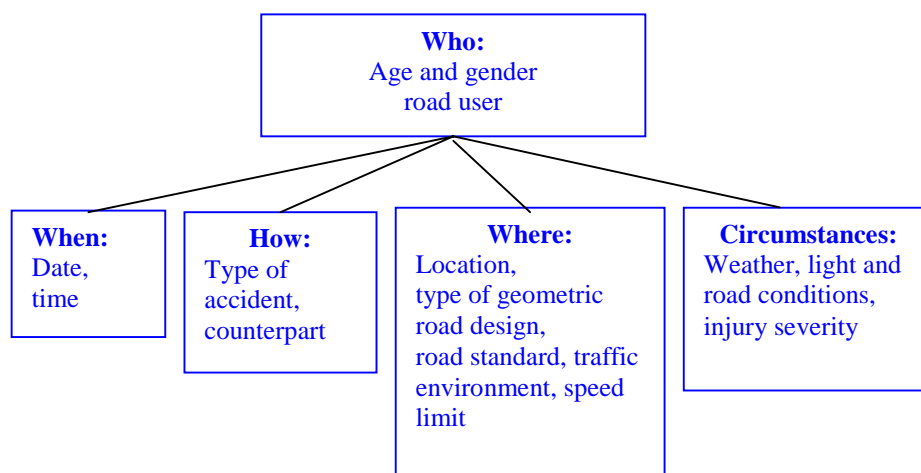 Who:
Age and gender
road user
When:
Date,
time
How:
Type of
accident,
counterpart
Where:
Location,
type of geometric
road design,
road standard, traffic
environment, speed
limit
Circumstances:
Weather, light and
road conditions,
injury severity